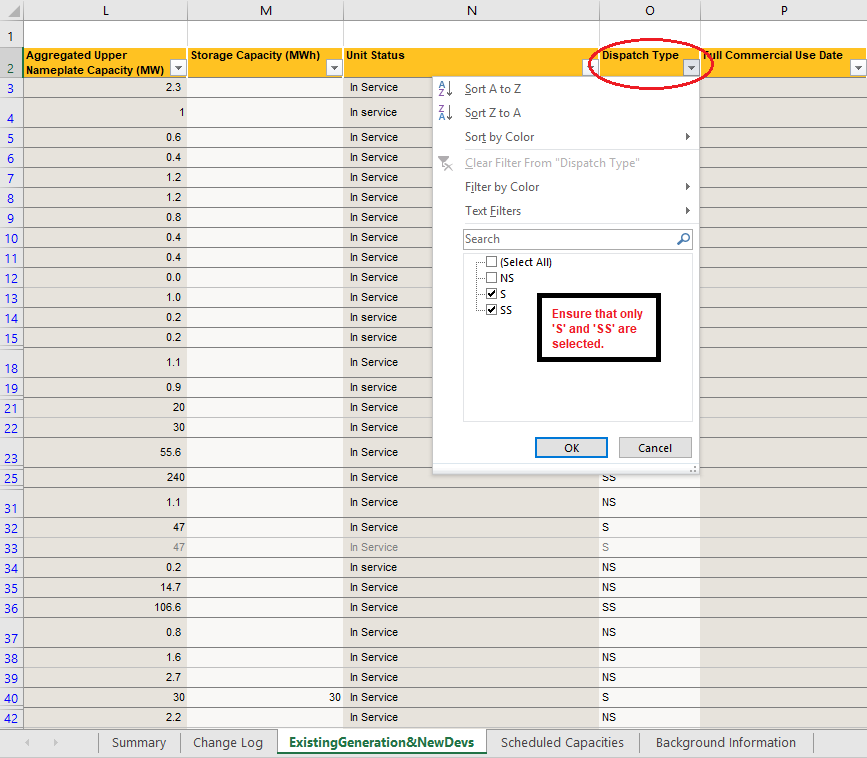 L M N O P
1
2 Aggregated Upper Nameplate Capacity (MW) Storage Capacity (MWh) Unit Status Dispatch Type Full Commercial Use Date
3 2.3 In Service
4 1 In service
5 0.6 In Service
6 0.4 In Service
7 1.2 In Service
8 1.2 In Service
9 0.8 In Service
10 0.4 In Service
11 0.4 In Service
12 0.0 In Service
13 1.0 In Service
14 0.2 In service
15 0.2 In service
18 1.1 In Service
19 0.9 In service
21 20 In Service
22 30 In Service
23 55.6 In Service
25 240 In Service SS
31 1.1 In Service NS
32 47 In Service S
33 47 In Service S
34 0.2 In service NS
35 14.7 In Service NS
36 106.6 In Service SS
37 0.8 In Service NS
38 1.6 In Service NS
39 2.7 In Service NS
40 30 30 In Service S
42 2.2 In Service NS
Sort A to Z
Sort Z to A
Sort by Color
Clear Filter From "Dispatch Type"
Filter by Color
Text Filters
Search
(Select All)
NS
S
SS
Ensure that only
'S' and 'SS' are
selected.
OK Cancel
Summary Change Log ExistingGeneration&NewDevs Scheduled Capacities Background Information